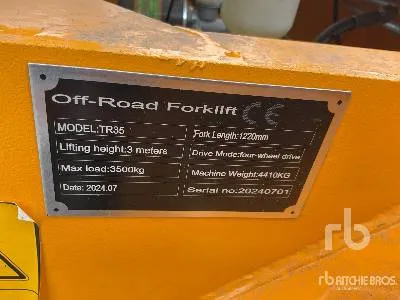 Off-Road Forklift CE
MODEL:TR35
Fork Length:1220mm
Lifting height:3 meters
Drive Mode:four-wheel drive
Max load:3500kg
Machine Weight:4410KG
Date: 2024.07
Serial no:20240701
rb
rb
RITCHIE BROS.